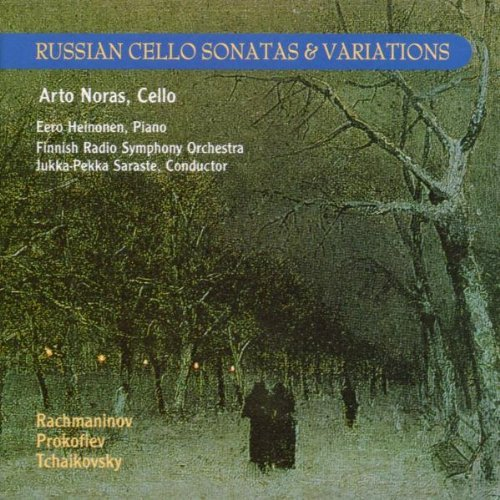 RUSSIAN CELLO SONATAS & VARIATIONS
Arto Noras, Cello
Eero Heinonen, Piano
Finnish Radio Symphony Orchestra
Jukka-Pekka Saraste, Conductor
Rachmaninov
Prokofiev
Tchaikovsky